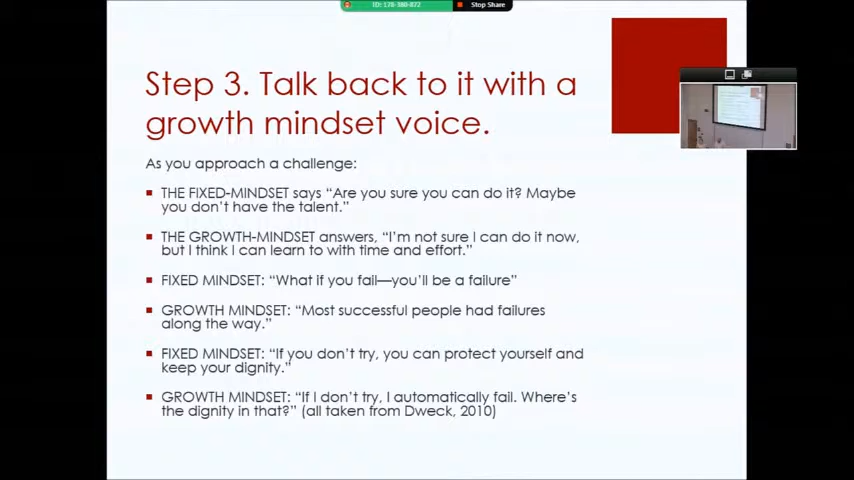 ID: 178-380-872
Stop Share
Step 3. Talk back to it with a
growth mindset voice.
As you approach a challenge:
THE FIXED-MINDSET says “Are you sure you can do it? Maybe
you don’t have the talent.”
THE GROWTH-MINDSET answers, “I’m not sure I can do it now,
but I think I can learn to with time and effort.”
FIXED MINDSET: “What if you fail—you’ll be a failure”
GROWTH MINDSET: “Most successful people had failures
along the way.”
FIXED MINDSET: “If you don’t try, you can protect yourself and
keep your dignity.”
GROWTH MINDSET: “If I don’t try, I automatically fail. Where’s
the dignity in that?” (all taken from Dweck, 2010)